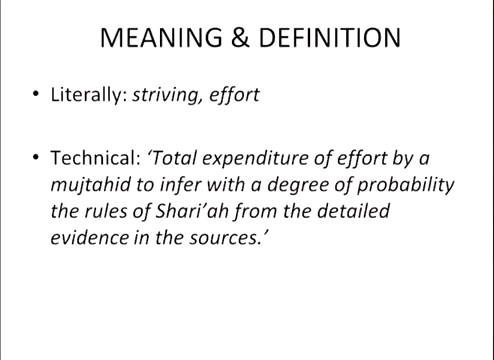 MEANING & DEFINITION
• Literally: striving, effort
• Technical: ‘Total expenditure of effort by a
mujtahid to infer with a degree of probability
the rules of Shari’ah from the detailed
evidence in the sources.’